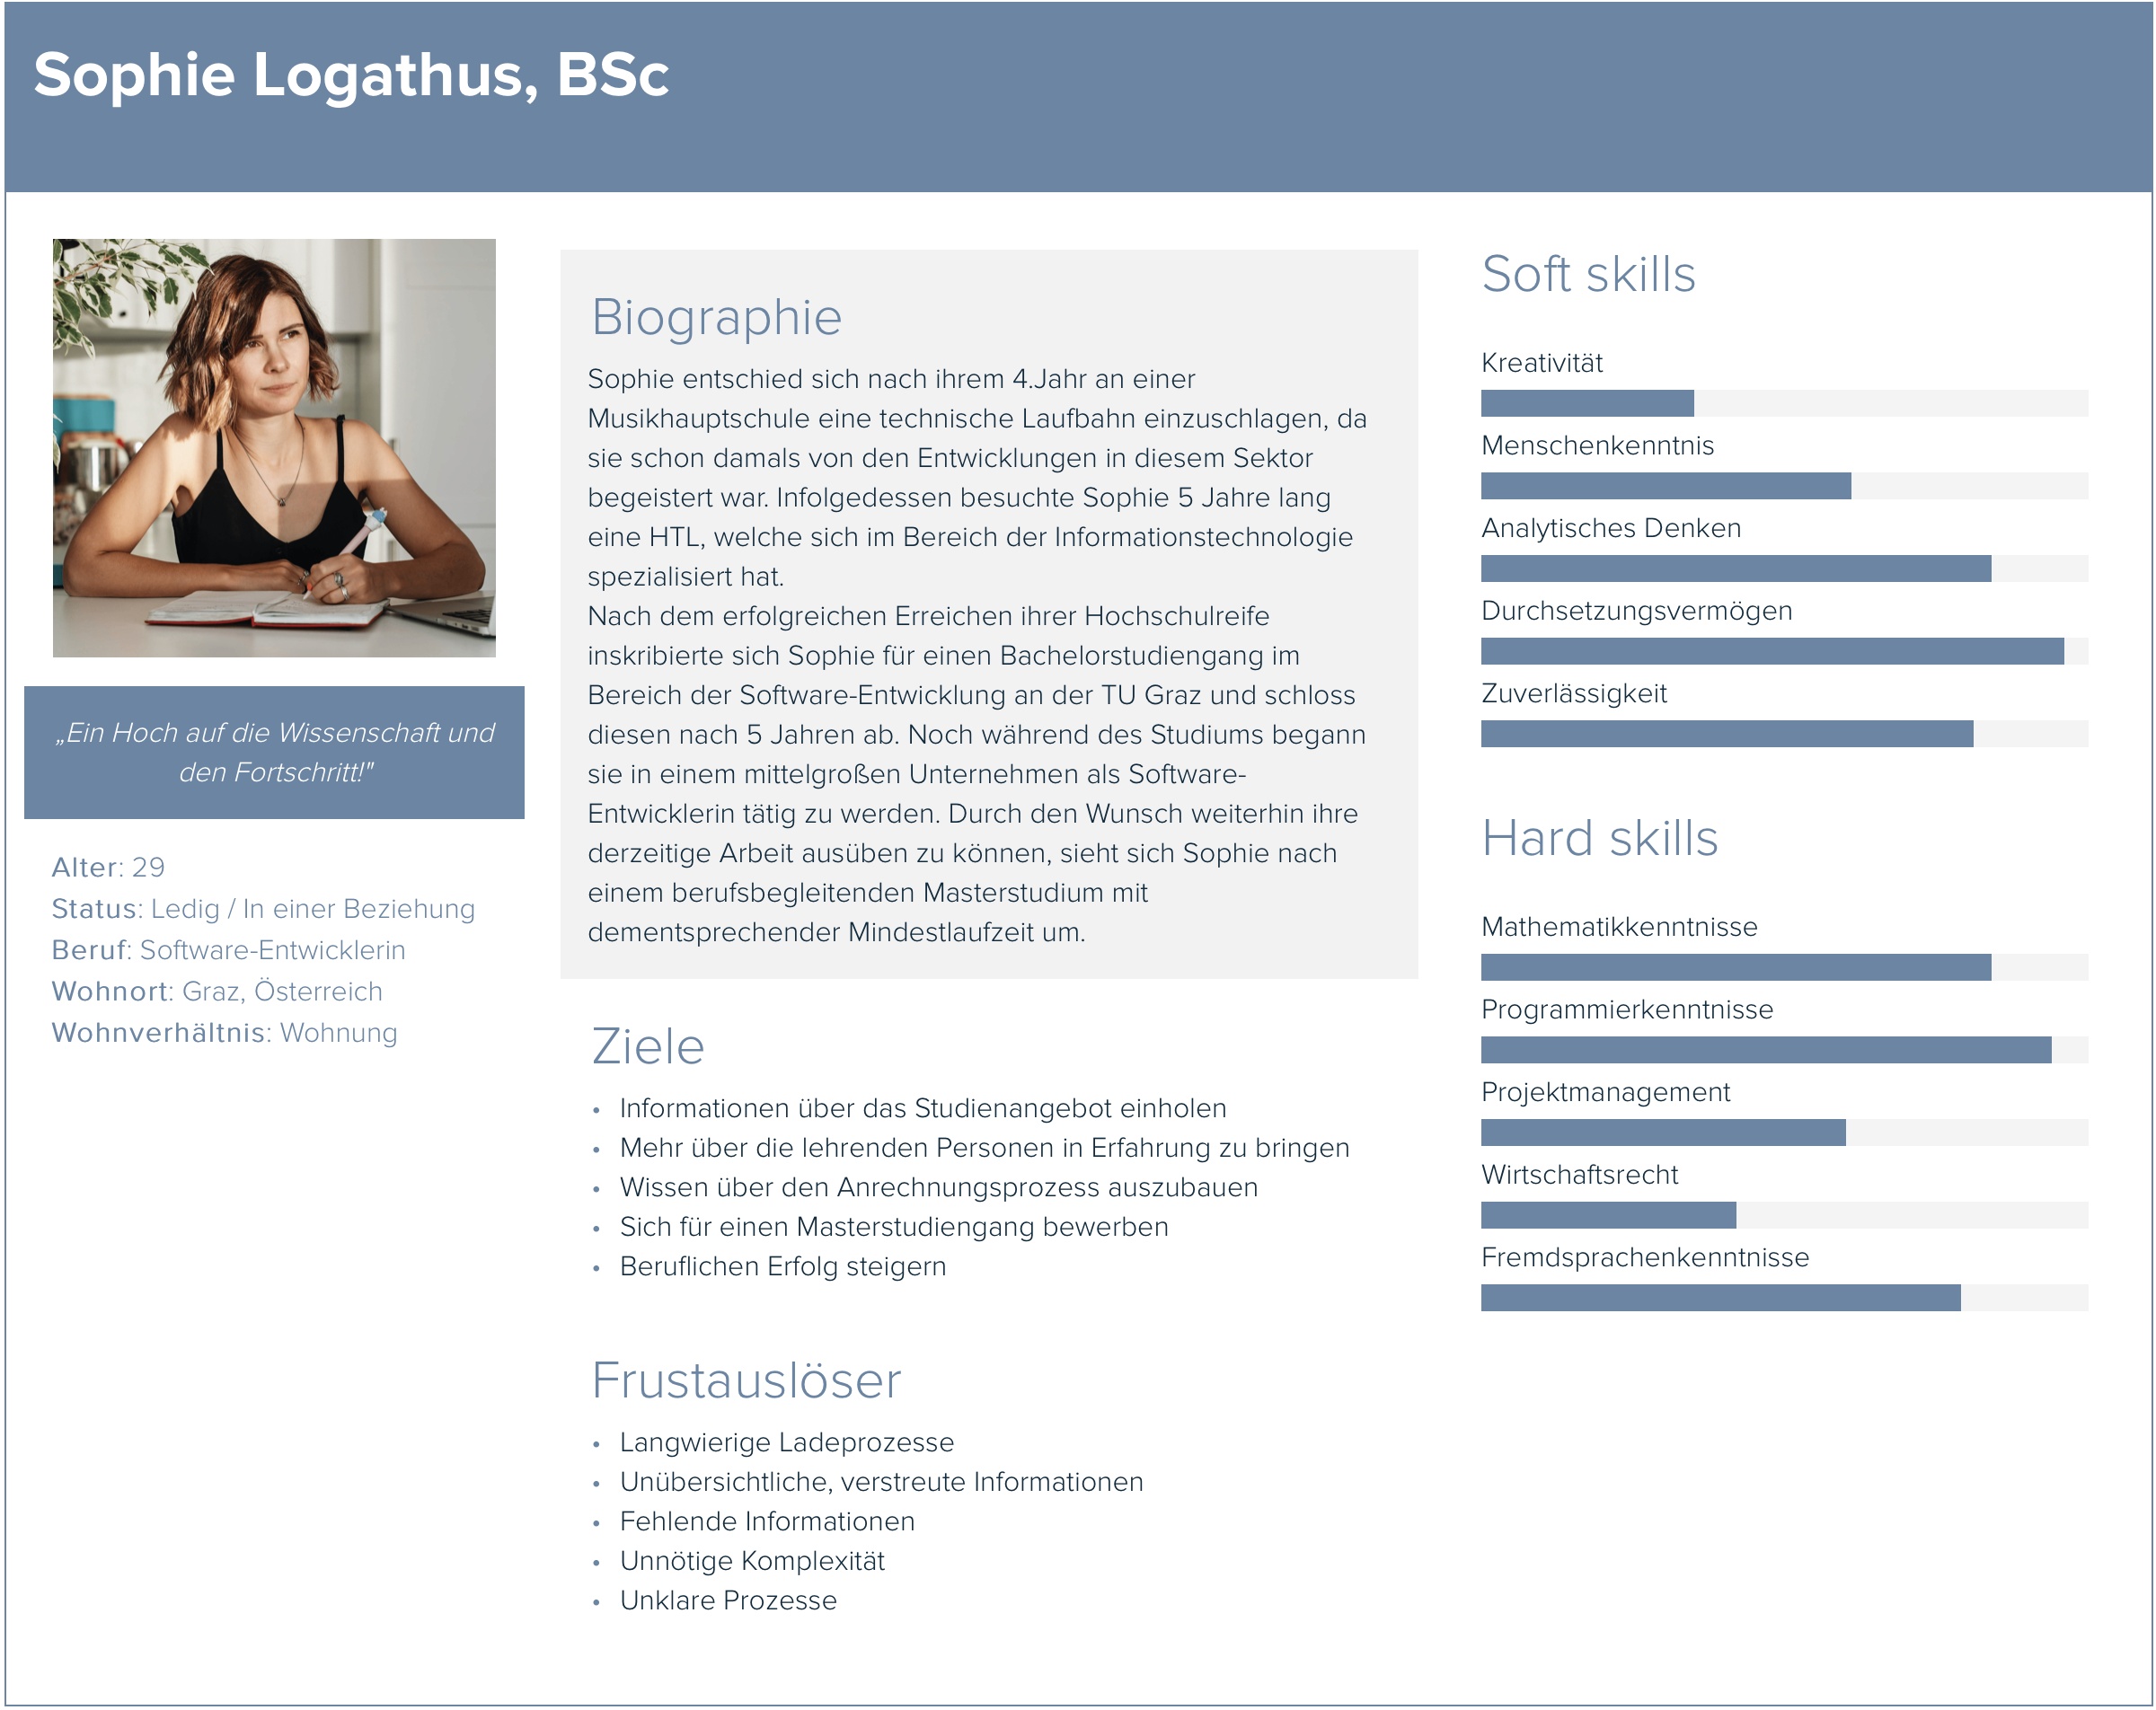 Sophie Logathus, BSc
„Ein Hoch auf die Wissenschaft und
den Fortschritt!"
Alter: 29
Status: Ledig / In einer Beziehung
Beruf: Software-Entwicklerin
Wohnort: Graz, Österreich
Wohnverhältnis: Wohnung
Biographie
Sophie entschied sich nach ihrem 4.Jahr an einer
Musikhauptschule eine technische Laufbahn einzuschlagen, da
sie schon damals von den Entwicklungen in diesem Sektor
begeistert war. Infolgedessen besuchte Sophie 5 Jahre lang
eine HTL, welche sich im Bereich der Informationstechnologie
spezialisiert hat.
Nach dem erfolgreichen Erreichen ihrer Hochschulreife
inskribierte sich Sophie für einen Bachelorstudiengang im
Bereich der Software-Entwicklung an der TU Graz und schloss
diesen nach 5 Jahren ab. Noch während des Studiums begann
sie in einem mittelgroßen Unternehmen als Software-
Entwicklerin tätig zu werden. Durch den Wunsch weiterhin ihre
derzeitige Arbeit ausüben zu können, sieht sich Sophie nach
einem berufsbegleitenden Masterstudium mit
dementsprechender Mindestlaufzeit um.
Ziele
• Informationen über das Studienangebot einholen
• Mehr über die lehrenden Personen in Erfahrung zu bringen
• Wissen über den Anrechnungsprozess auszubauen
• Sich für einen Masterstudiengang bewerben
• Beruflichen Erfolg steigern
Frustauslöser
• Langwierige Ladeprozesse
• Unübersichtliche, verstreute Informationen
• Fehlende Informationen
• Unnötige Komplexität
• Unklare Prozesse
Soft skills
Kreativität
Menschenkenntnis
Analytisches Denken
Durchsetzungsvermögen
Zuverlässigkeit
Hard skills
Mathematikkenntnisse
Programmierkenntnisse
Projektmanagement
Wirtschaftsrecht
Fremdsprachenkenntnisse